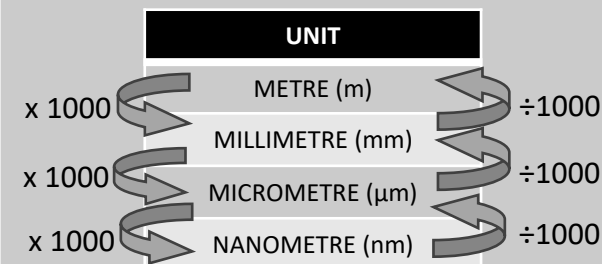 UNIT
METRE (m)
x 1000
÷1000
MILLIMETRE (mm)
x 1000
÷1000
MICROMETRE (µm)
x 1000
÷1000
NANOMETRE (nm)